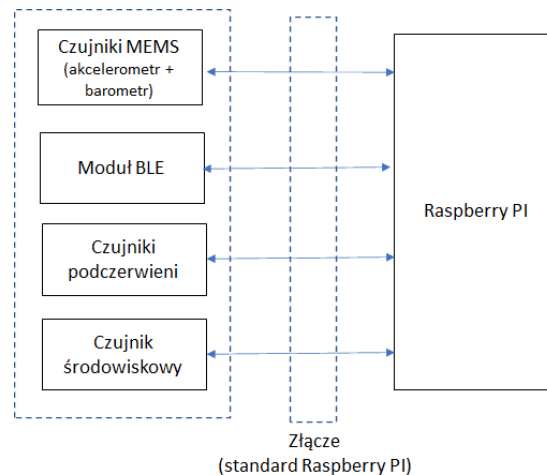 Czujniki MEMS
(akcelerometr +
barometr)
Moduł BLE
Czujniki
podczerwieni
Czujnik
środowiskowy
Raspberry PI
Złącze
(standard Raspberry PI)